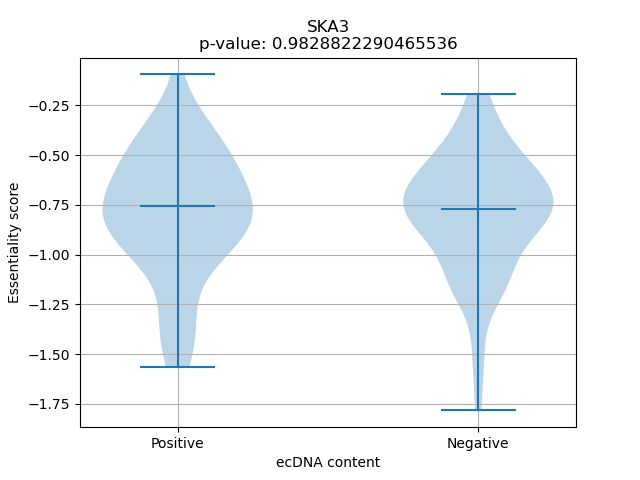 SKA3
p-value: 0.9828822290465536
Essentiality score
−0.25
−0.50
−0.75
−1.00
−1.25
−1.50
−1.75
Positive
Negative
ecDNA content